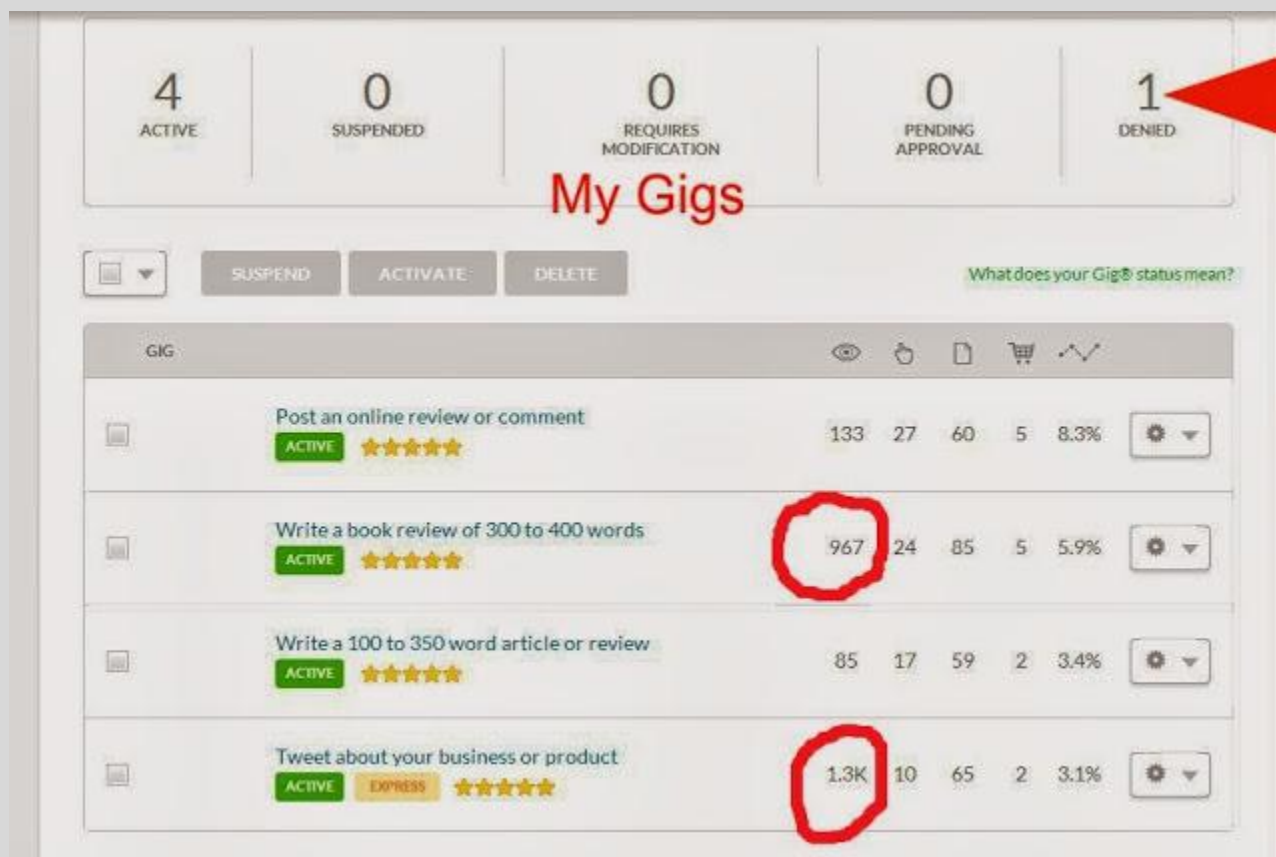 4 0 0 0 1
ACTIVE SUSPENDED REQUIRES MODIFICATION PENDING APPROVAL DENIED
My Gigs
SUSPEND ACTIVATE DELETE What does your Gig® status mean?
GIG
Post an online review or comment
ACTIVE 133 27 60 5 8.3%
Write a book review of 300 to 400 words
ACTIVE 967 24 85 5 5.9%
Write a 100 to 350 word article or review
ACTIVE 85 17 59 2 3.4%
Tweet about your business or product
ACTIVE EXPRESS 1.3K 10 65 2 3.1%